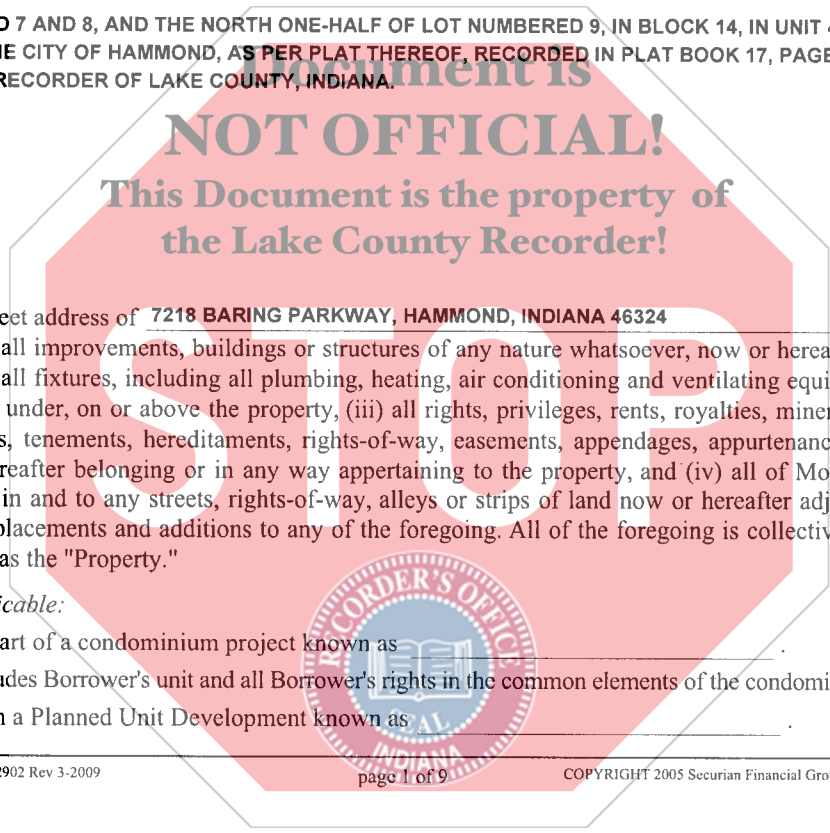 D 7 AND 8, AND THE NORTH ONE-HALF OF LOT NUMBERED 9, IN BLOCK 14, IN UNIT
E CITY OF HAMMOND, AS PER PLAT THEREOF, RECORDED IN PLAT BOOK 17, PAGE
RECORDER OF LAKE COUNTY, INDIANA.
Document is
NOT OFFICIAL!
This Document is the property of
the Lake County Recorder!
STOP
eet address of 7218 BARING PARKWAY, HAMMOND, INDIANA 46324
all improvements, buildings or structures of any nature whatsoever, now or herea
all fixtures, including all plumbing, heating, air conditioning and ventilating equi
under, on or above the property, (iii) all rights, privileges, rents, royalties, miner
s, tenements, hereditaments, rights-of-way, easements, appendages, appurtenanc
reafter belonging or in any way appertaining to the property, and (iv) all of Mo
in and to any streets, rights-of-way, alleys or strips of land now or hereafter adj
placements and additions to any of the foregoing. All of the foregoing is collectiv
as the "Property."
icable:
art of a condominium project known as .
udes Borrower's unit and all Borrower's rights in the common elements of the condomi
n a Planned Unit Development known as .
RECORDER'S OFFICE
SEAL
INDIANA
2902 Rev 3-2009 page 1 of 9 COPYRIGHT 2005 Securian Financial Gro